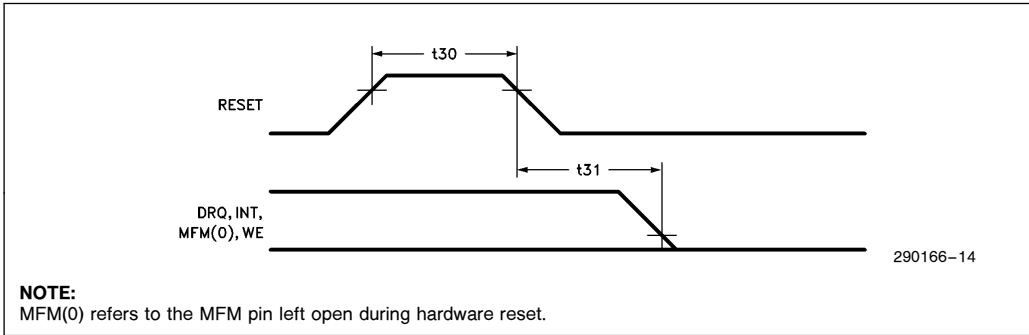 t30
RESET
t31
DRQ, INT,
MFM(0), WE
290166–14
NOTE:
MFM(0) refers to the MFM pin left open during hardware reset.